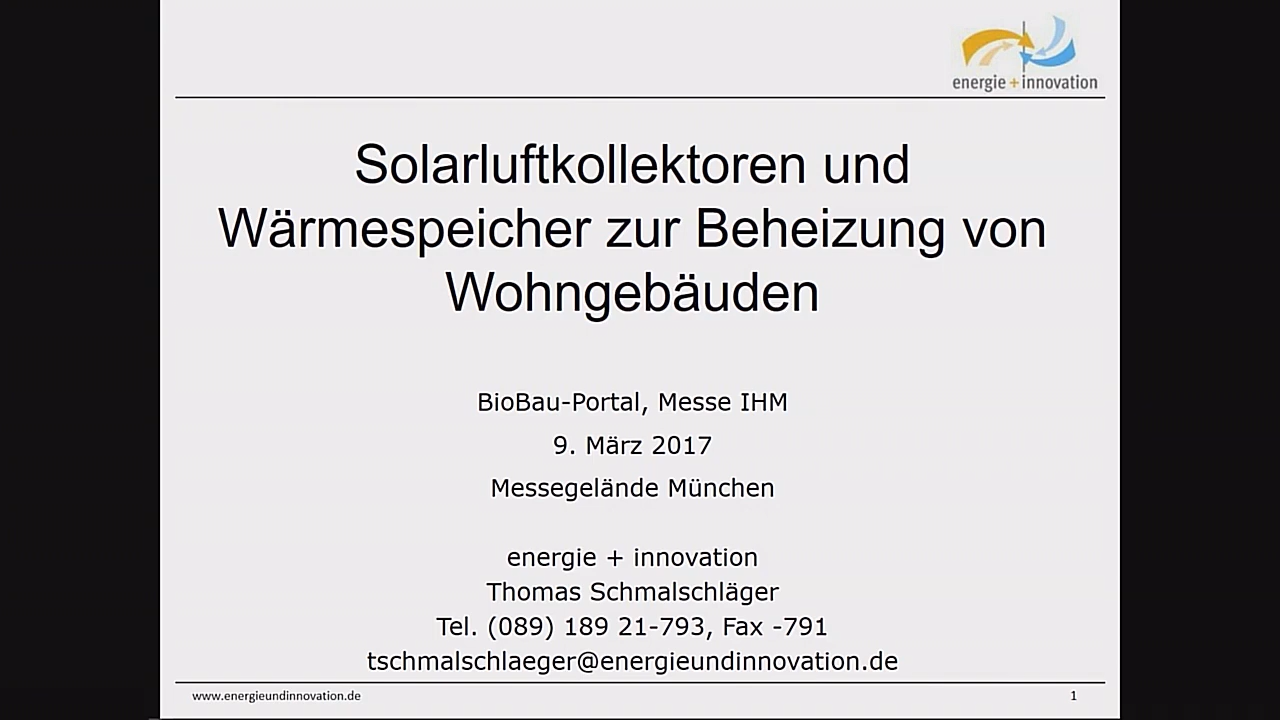 energie + innovation
Solarluftkollektoren und
Wärmespeicher zur Beheizung von
Wohngebäuden
BioBau-Portal, Messe IHM
9. März 2017
Messegelände München
energie + innovation
Thomas Schmalschläger
Tel. (089) 189 21-793, Fax -791
tschmalschlaeger@energieundinnovation.de
www.energieundinnovation.de
1